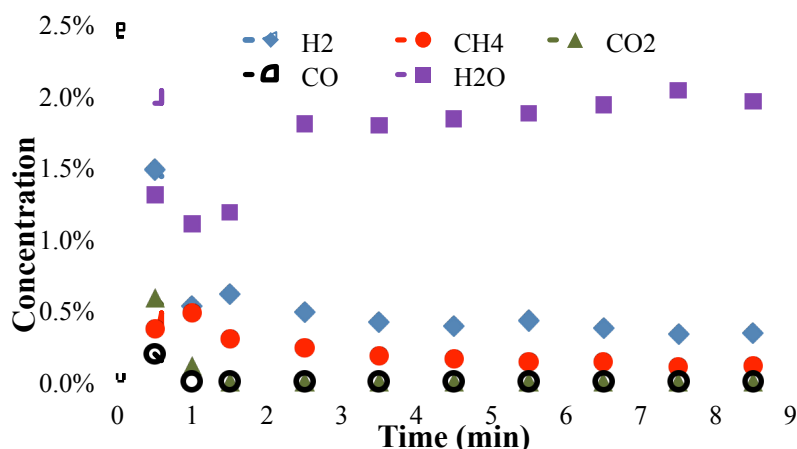 2.5%
H2 CH4 CO2
CO H2O
2.0%
1.5%
1.0%
0.5%
0.0%
Concentration
0 1 2 3 4 5 6 7 8 9
Time (min)